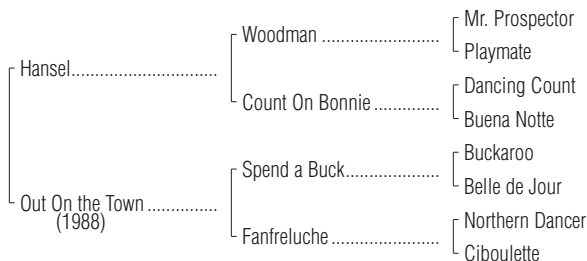 Mr. Prospector
Woodman ........................
Playmate
Hansel..............................
Dancing Count
Count On Bonnie .............
Buena Notte
Buckaroo
Spend a Buck...................
Belle de Jour
Out On the Town ..............
(1988)
Northern Dancer
Fanfreluche ......................
Ciboulette